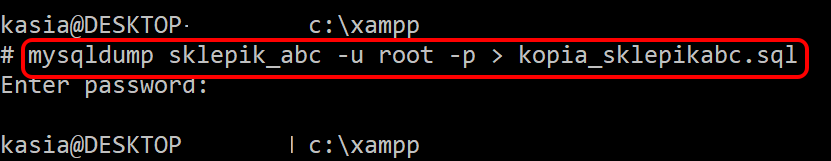 kasia@DESKTOP- c:\xampp
# mysqldump sklepik_abc -u root -p > kopia_sklepikabc.sql
Enter password:
kasia@DESKTOP c:\xampp